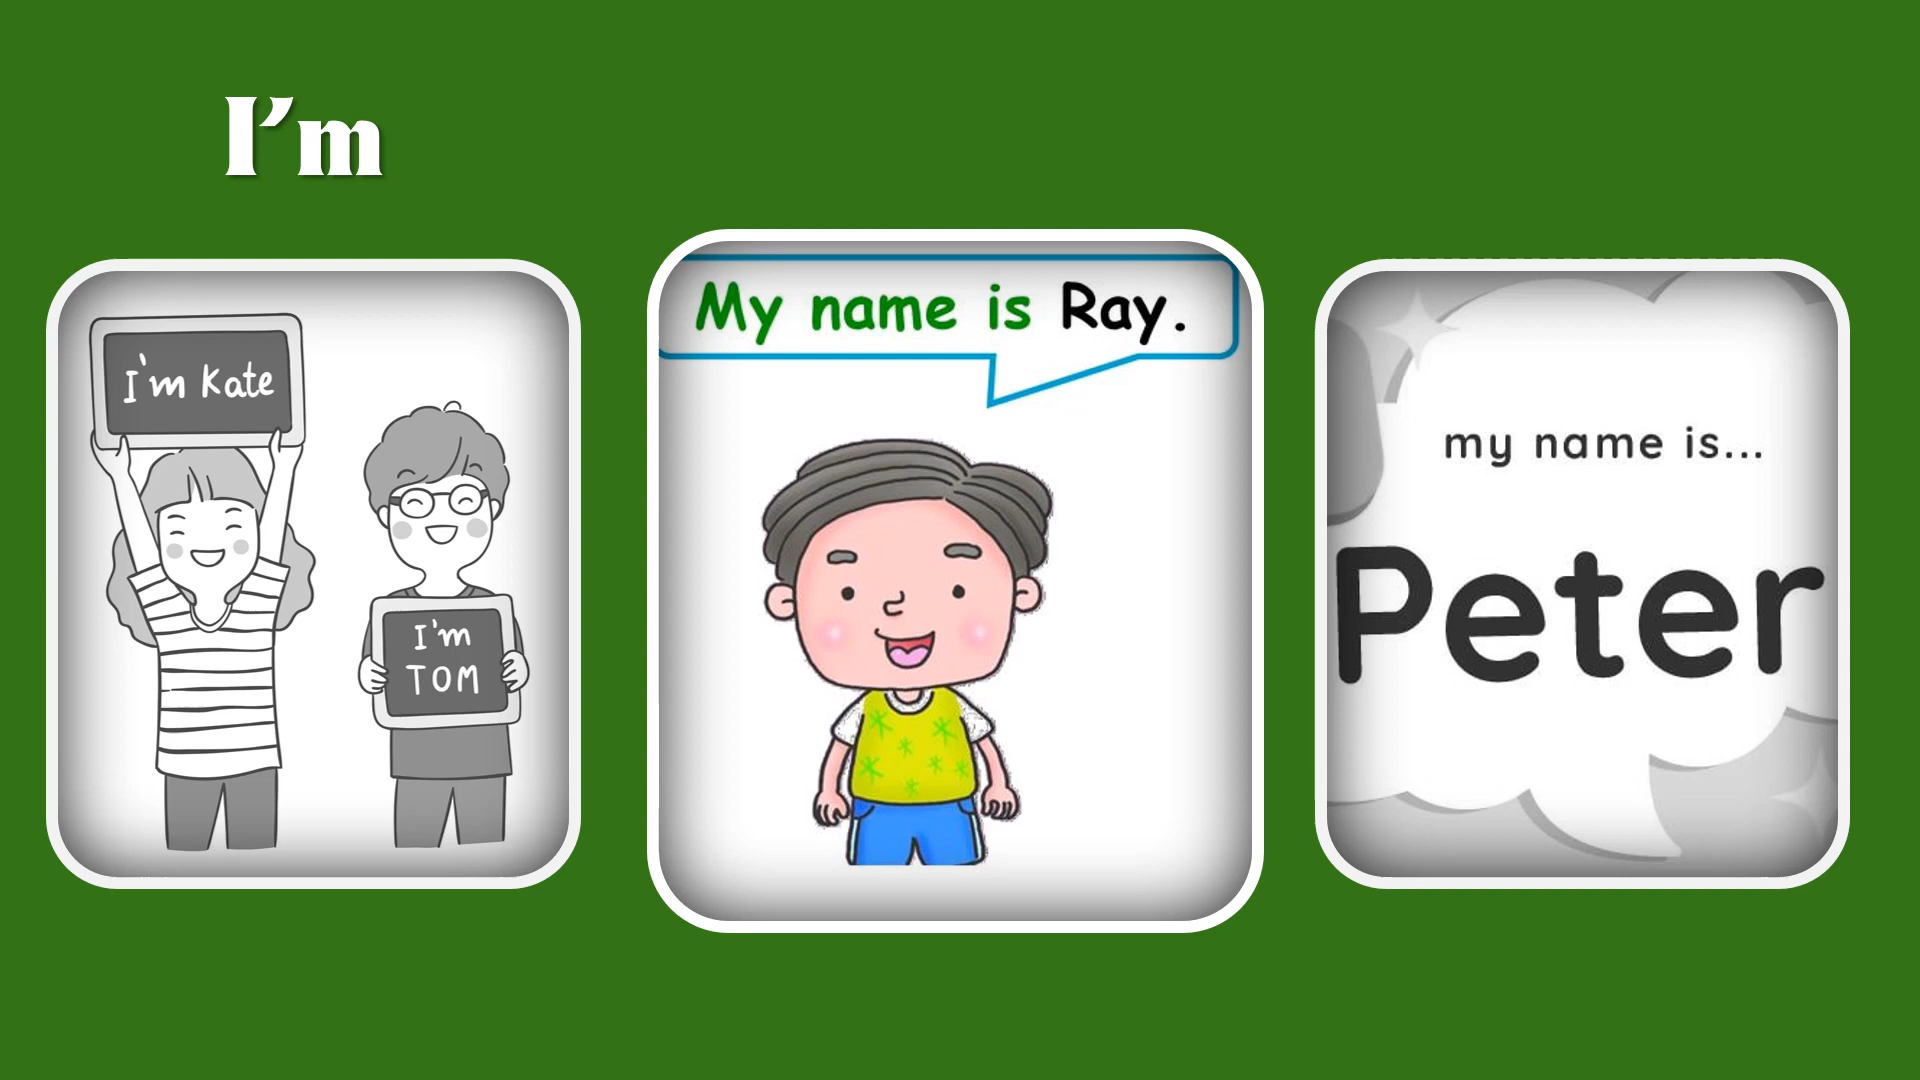 I’m
I'm Kate
I'm
TOM
My name is Ray.
my name is...
Peter